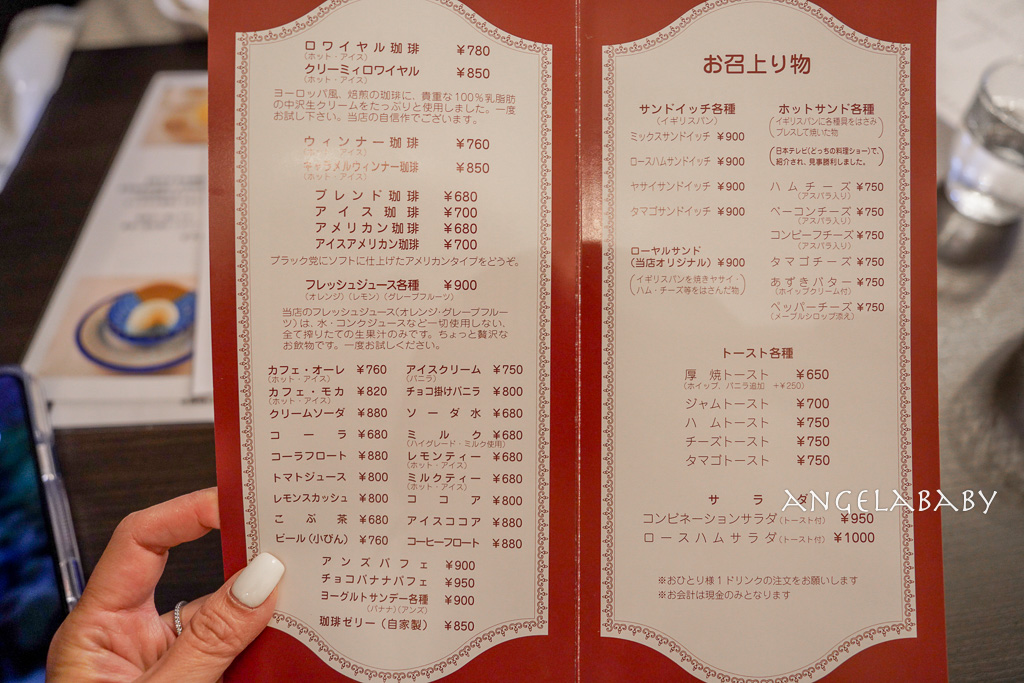 ロワイヤル珈琲 ¥780
(ホット・アイス)
クリーミィロワイヤル ¥850
(ホット・アイス)
ヨーロッパ風、焙煎の珈琲に、貴重な100%乳脂肪
の中沢生クリームをたっぷりと使用しました。一度
お試し下さい。当店の自信作でございます。
ウィンナー珈琲 ¥760
(ホット・アイス)
キャラメルウィンナー珈琲 ¥850
(ホット・アイス)
ブレンド珈琲 ¥680
アイス珈琲 ¥700
アメリカン珈琲 ¥680
アイスアメリカン珈琲 ¥700
ブラック党にソフトに仕上げたアメリカンタイプをどうぞ。
フレッシュジュース各種 ¥900
(オレンジ)(レモン)(グレープフルーツ)
当店のフレッシュジュース(オレンジ・グレープフルー
ツ)は、水・コンクジュースなど一切使用しない、
全て搾りたての生果汁のみです。ちょっと贅沢な
お飲物です。一度お試しください。
カフェ・オーレ ¥760
(ホット・アイス)
カフェ・モカ ¥820
(ホット・アイス)
クリームソーダ ¥880
コーラ ¥680
コーラフロート ¥880
トマトジュース ¥800
レモンスカッシュ ¥800
こぶ茶 ¥680
ビール(小びん) ¥760
アイスクリーム ¥750
(バニラ)
チョコ掛けバニラ ¥800
ソーダ水 ¥680
ミルク ¥680
(ハイグレード・ミルク使用)
レモンティー ¥680
(ホット・アイス)
ミルクティー ¥680
(ホット・アイス)
ココア ¥800
アイスココア ¥880
コーヒーフロート ¥880
アンズパフェ ¥900
チョコバナナパフェ ¥950
ヨーグルトサンデー各種 ¥900
(バナナ)(アンズ)
珈琲ゼリー(自家製) ¥850
お召上り物
サンドイッチ各種
(イギリスパン)
ミックスサンドイッチ ¥900
ロースハムサンドイッチ ¥900
ヤサイサンドイッチ ¥900
タマゴサンドイッチ ¥900
ローヤルサンド
(当店オリジナル) ¥900
(イギリスパンを焼きヤサイ・
ハム・チーズ等をはさんだ物)
ホットサンド各種
(イギリスパンに各種具をはさみ
プレスして焼いた物)
(日本テレビ(どっちの料理ショー)で、
紹介され、見事勝利しました。)
ハムチーズ ¥750
(アスパラ入り)
ベーコンチーズ ¥750
(アスパラ入り)
コンビーフチーズ ¥750
(アスパラ入り)
タマゴチーズ ¥750
あずきバター ¥750
(ホイップクリーム付)
ペッパーチーズ ¥750
(メープルシロップ添え)
トースト各種
厚焼トースト ¥650
(ホイップ、バニラ追加 +¥250)
ジャムトースト ¥700
ハムトースト ¥750
チーズトースト ¥750
タマゴトースト ¥750
サラダ
コンビネーションサラダ(トースト付) ¥950
ロースハムサラダ(トースト付) ¥1000
※おひとり様1ドリンクの注文をお願いします
※お会計は現金のみとなります
ANGELABABY